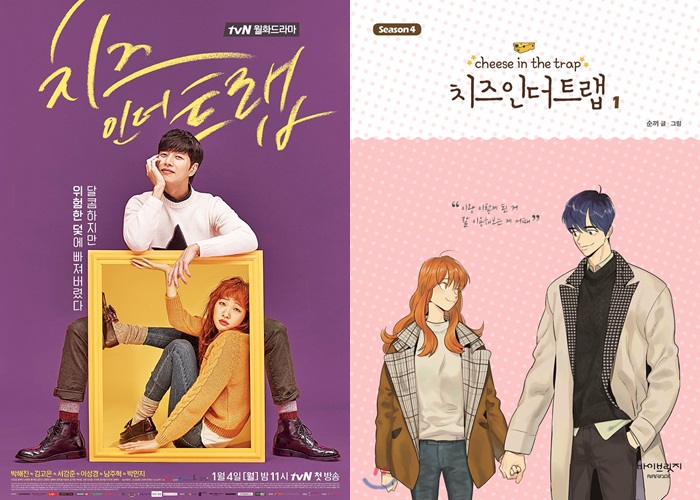 tvN 월화드라마
치즈
인더트랩
달콤하지만
위험한 덫에 빠져버렸다
박해진 김고은 서강준 이성경 남주혁 박민지
1월 4일 [월] 밤 11시 tvN 첫 방송
Season 4
cheese in the trap
치즈인더트랩 1
순끼 글·그림
바이브릿지